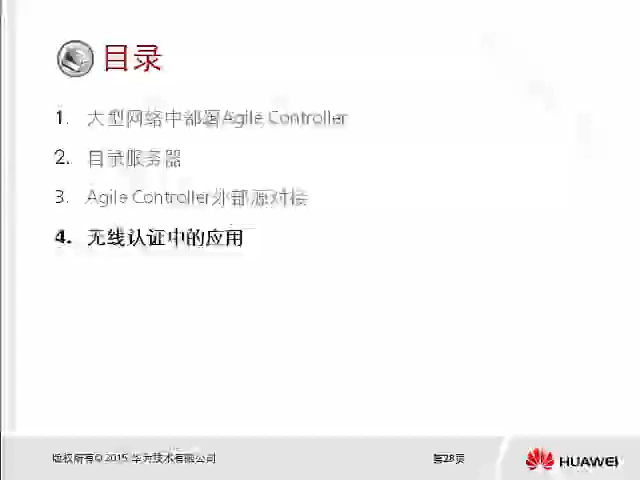 目录
1. 大型网络中部署Agile Controller
2. 目录服务器
3. Agile Controller外部源对接
4. 无线认证中的应用
版权所有© 2015 华为技术有限公司
第28页
HUAWEI